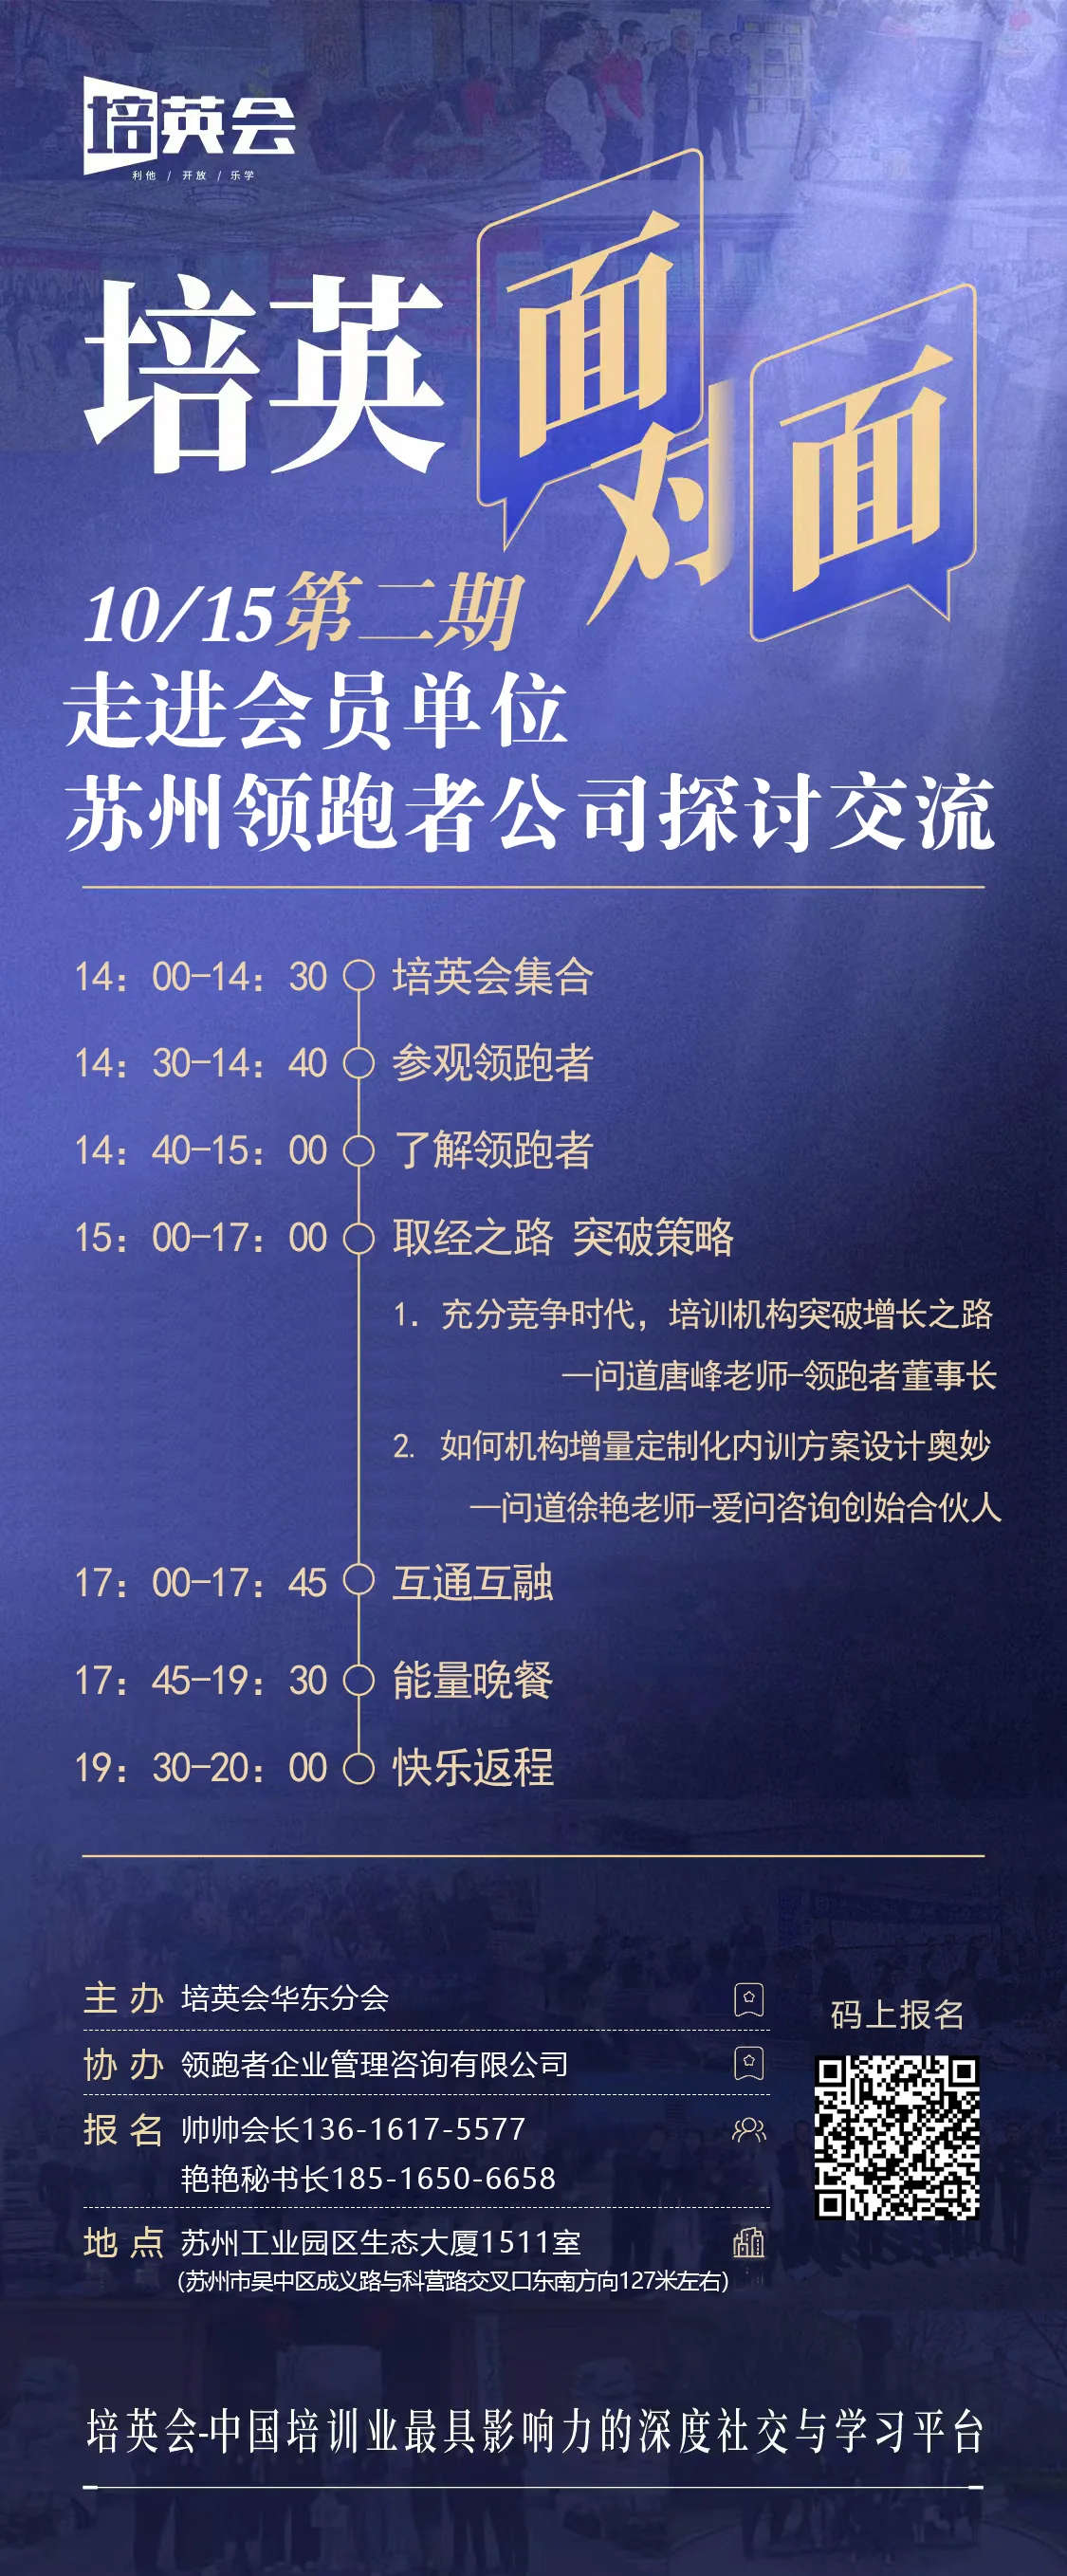 培英会
利他 / 开放 / 乐学
培英面对面
10/15第二期
走进会员单位
苏州领跑者公司探讨交流
14：00-14：30 培英会集合
14：30-14：40 参观领跑者
14：40-15：00 了解领跑者
15：00-17：00 取经之路 突破策略
1. 充分竞争时代，培训机构突破增长之路
—问道唐峰老师-领跑者董事长
2. 如何机构增量定制化内训方案设计奥妙
—问道徐艳老师-爱问咨询创始合伙人
17：00-17：45 互通互融
17：45-19：30 能量晚餐
19：30-20：00 快乐返程
主办 培英会华东分会
协办 领跑者企业管理咨询有限公司
报名 帅帅会长136-1617-5577
艳艳秘书长185-1650-6658
地点 苏州工业园区生态大厦1511室
（苏州市吴中区成义路与科营路交叉口东南方向127米左右）
码上报名
培英会-中国培训业最具影响力的深度社交与学习平台